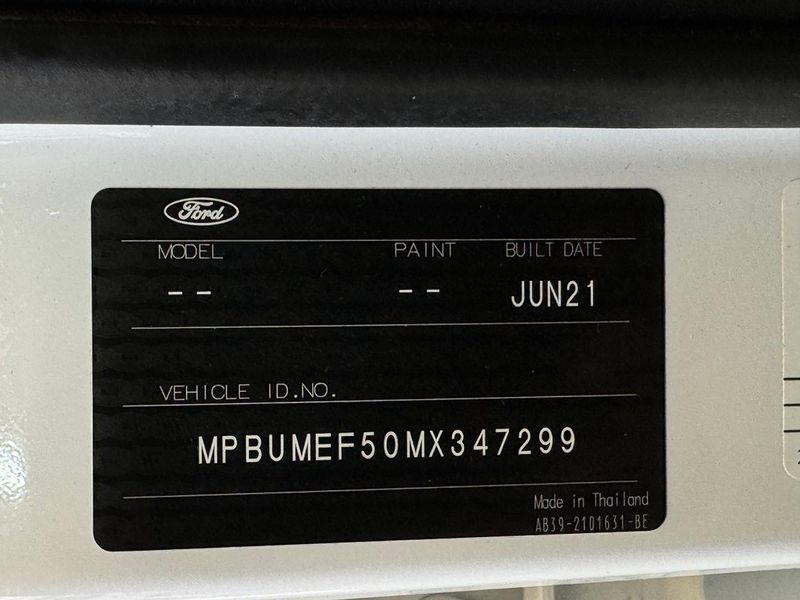 Ford
MODEL PAINT BUILT DATE
-- -- JUN21
VEHICLE ID.NO.
MPBUMEF50MX347299
Made in Thailand
AB39-2101631-BE